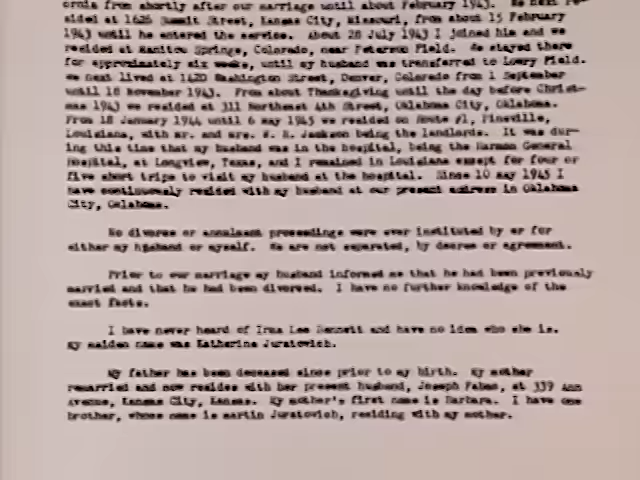 ornia from shortly after our marriage until about February 1943. We next re-
sided at 1626 Summit Street, Kansas City, Missouri, from about 15 February
1943 until he entered the service. About 28 July 1943 I joined him and we
resided at Manitou Springs, Colorado, near Peterson Field. We stayed there
for approximately six weeks, until my husband was transferred to Lowry Field.
We next lived at 1420 Washington Street, Denver, Colorado from 1 September
until 18 November 1943. From about Thanksgiving until the day before Christ-
mas 1943 we resided at 311 Northeast 4th Street, Oklahoma City, Oklahoma.
From 18 January 1944 until 6 may 1945 we resided on Route #1, Pineville,
Louisiana, with mr. and mrs. W. R. Jackson being the landlords. It was dur-
ing this time that my husband was in the hospital, being the Harmon General
Hospital, at Longview, Texas, and I remained in Louisiana except for four or
five short trips to visit my husband at the hospital. Since 10 may 1945 I
have continuously resided with my husband at our present address in Oklahoma
City, Oklahoma.
No divorce or annulment proceedings were ever instituted by or for
either my husband or myself. We are not separated, by decree or agreement.
Prior to our marriage my husband informed me that he had been previously
married and that he had been divorced. I have no further knowledge of the
exact facts.
I have never heard of Irma Lee Bennett and have no idea who she is.
My maiden name was Katherine Juratovich.
My father has been deceased since prior to my birth. My mother
remarried and now resides with her present husband, Joseph Fabac, at 339 Ann
Avenue, Kansas City, Kansas. My mother's first name is Barbara. I have one
brother, whose name is martin Juratovich, residing with my mother.